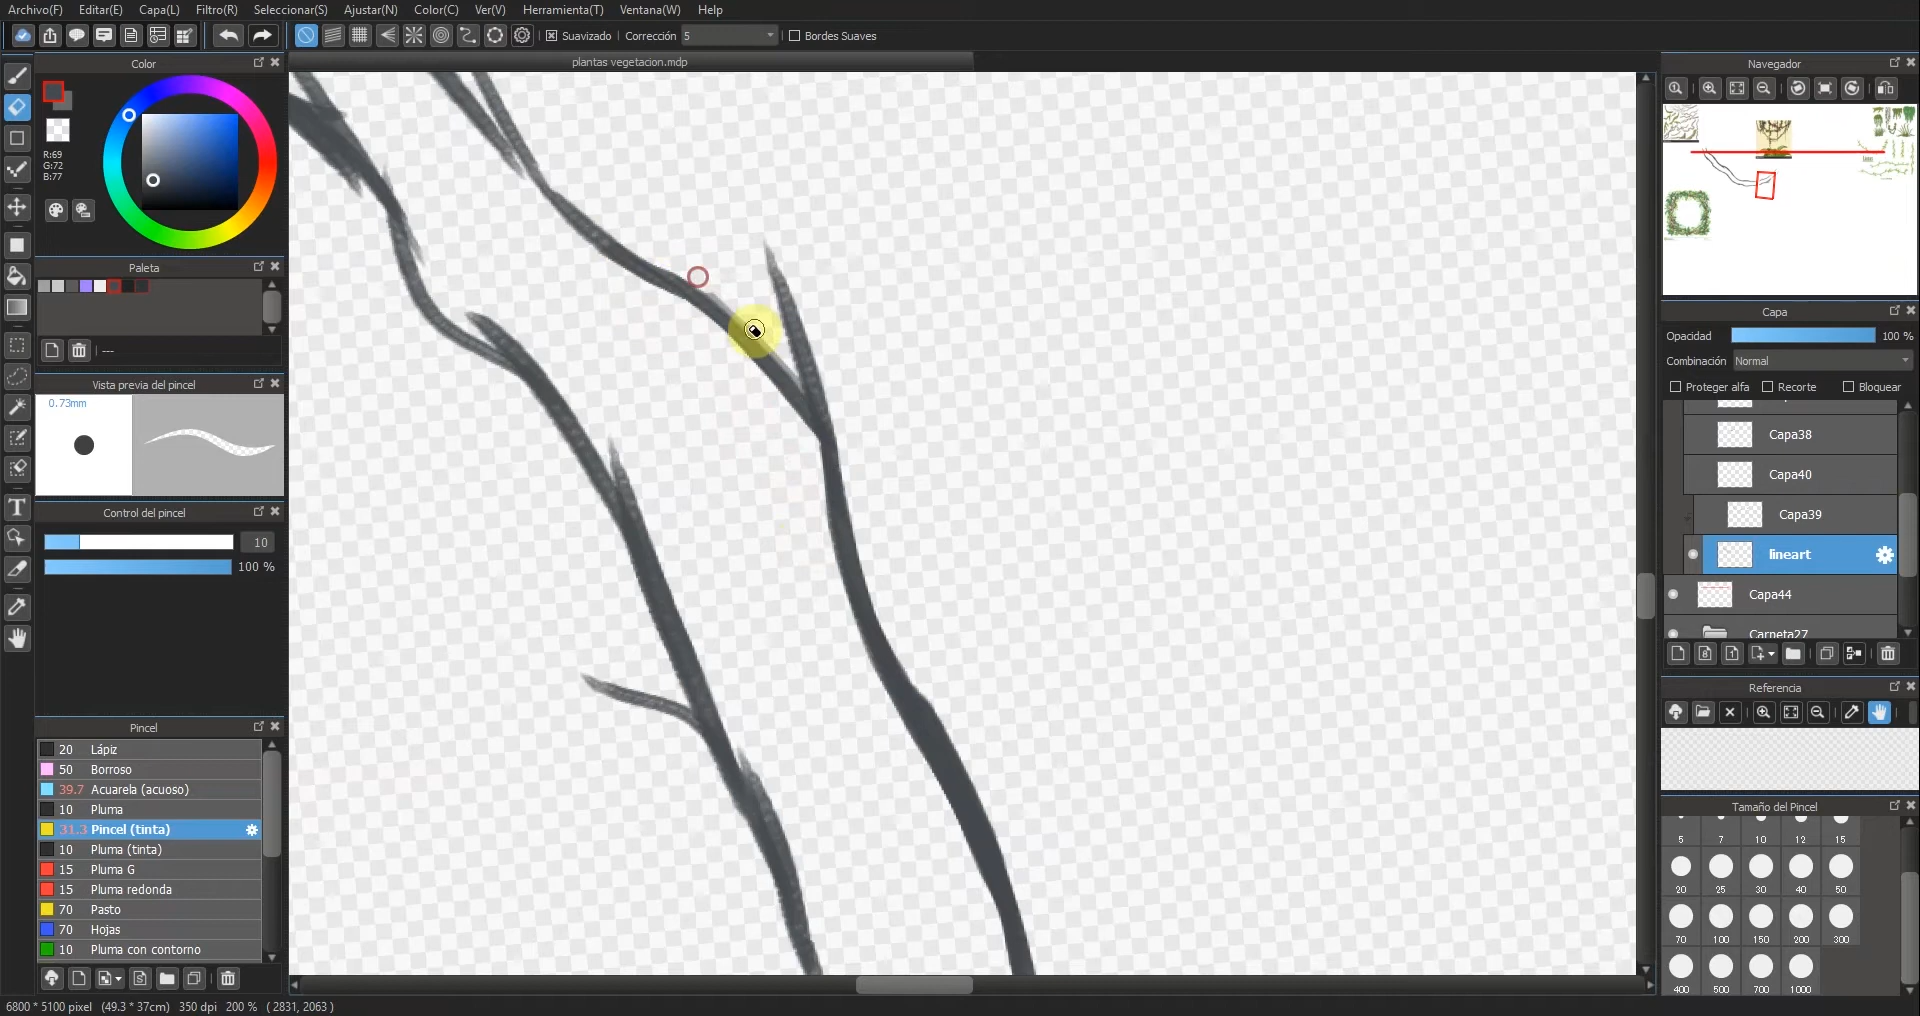 Archivo(F) Editar(E) Capa(L) Filtro(R) Seleccionar(S) Ajustar(N) Color(C) Ver(V) Herramienta(T) Ventana(W) Help
Suavizado Corrección 5 Bordes Suaves
plantas vegetacion.mdp
Color
R:69
G:72
B:77
Paleta
---
Vista previa del pincel
0.73mm
Control del pincel
10
100 %
Pincel
20 Lápiz
50 Borroso
39.7 Acuarela (acuoso)
10 Pluma
31.3 Pincel (tinta)
10 Pluma (tinta)
15 Pluma G
15 Pluma redonda
70 Pasto
70 Hojas
10 Pluma con contorno
Navegador
Capa
Opacidad 100 %
Combinación Normal
Proteger alfa Recorte Bloquear
Capa38
Capa40
Capa39
lineart
Capa44
Carpeta27
Referencia
Tamaño del Pincel
5 7 10 12 15
20 25 30 40 50
70 100 150 200 300
400 500 700 1000
6800 * 5100 pixel (49.3 * 37cm) 350 dpi 200 % ( 2831, 2063 )